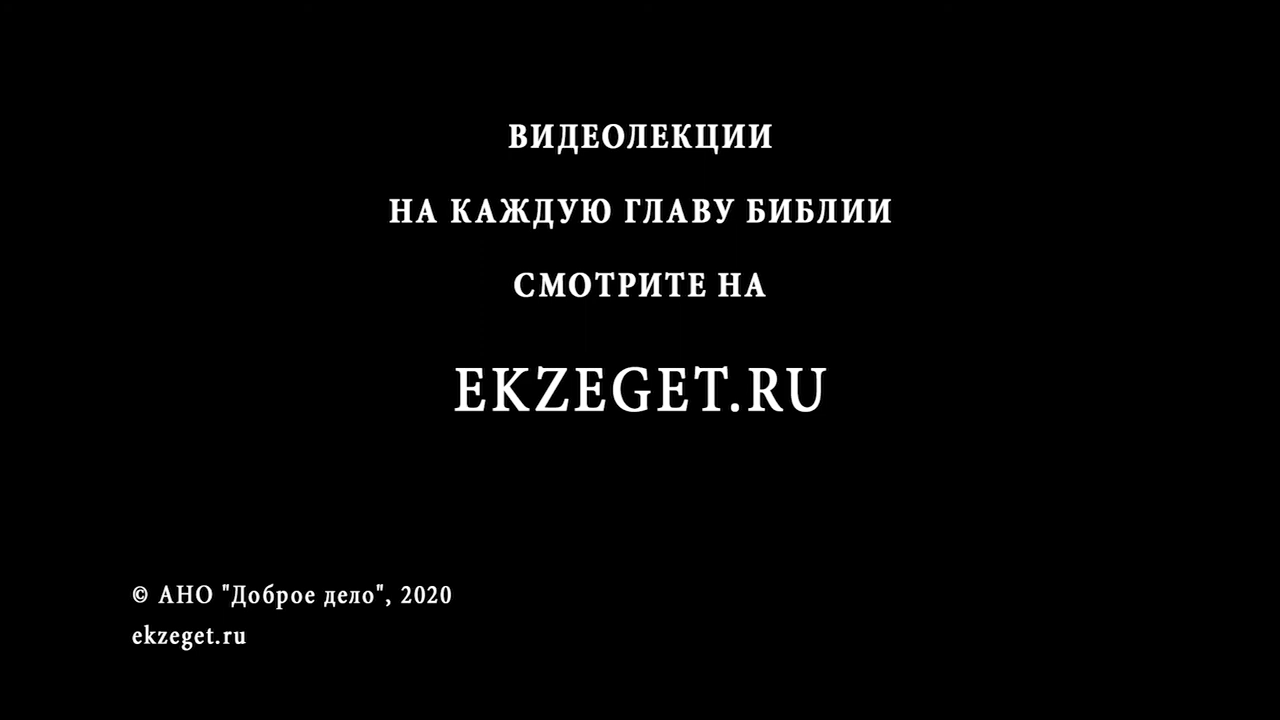 ВИДЕОЛЕКЦИИ
НА КАЖДУЮ ГЛАВУ БИБЛИИ
СМОТРИТЕ НА
EKZEGET.RU
© АНО "Доброе дело", 2020
ekzeget.ru